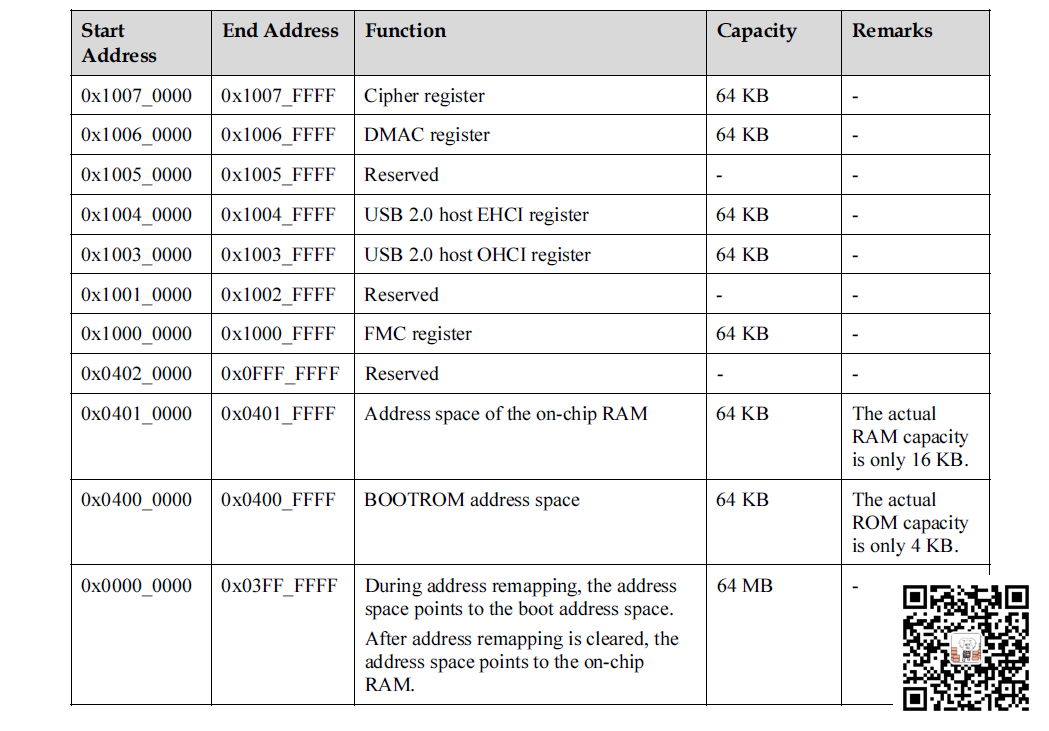 Start Address End Address Function Capacity Remarks
0x1007_0000 0x1007_FFFF Cipher register 64 KB -
0x1006_0000 0x1006_FFFF DMAC register 64 KB -
0x1005_0000 0x1005_FFFF Reserved - -
0x1004_0000 0x1004_FFFF USB 2.0 host EHCI register 64 KB -
0x1003_0000 0x1003_FFFF USB 2.0 host OHCI register 64 KB -
0x1001_0000 0x1002_FFFF Reserved - -
0x1000_0000 0x1000_FFFF FMC register 64 KB -
0x0402_0000 0x0FFF_FFFF Reserved - -
0x0401_0000 0x0401_FFFF Address space of the on-chip RAM 64 KB The actual
RAM capacity
is only 16 KB.
0x0400_0000 0x0400_FFFF BOOTROM address space 64 KB The actual
ROM capacity
is only 4 KB.
0x0000_0000 0x03FF_FFFF During address remapping, the address 64 MB -
space points to the boot address space.
After address remapping is cleared, the
address space points to the on-chip
RAM.